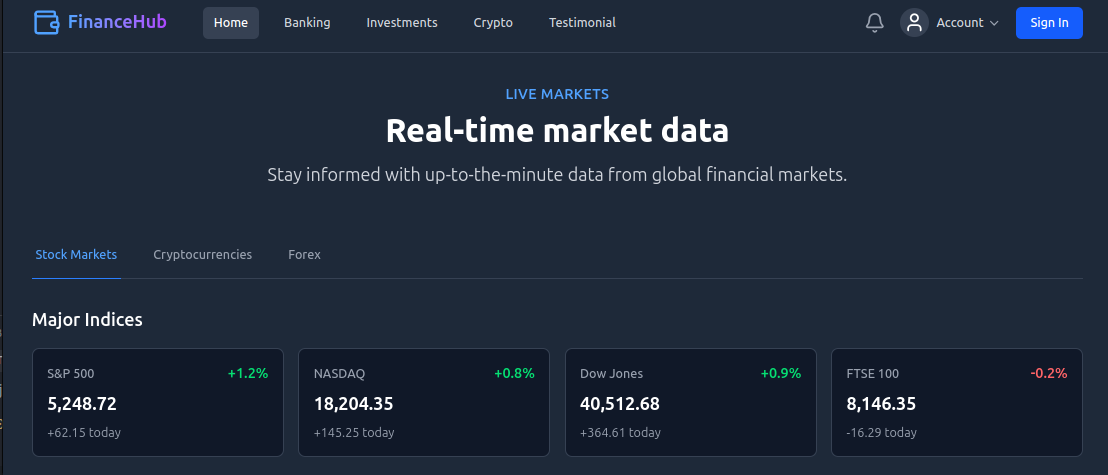 FinanceHub Home Banking Investments Crypto Testimonial Account Sign In
LIVE MARKETS
Real-time market data
Stay informed with up-to-the-minute data from global financial markets.
Stock Markets Cryptocurrencies Forex
Major Indices
S&P 500 +1.2% NASDAQ +0.8% Dow Jones +0.9% FTSE 100 -0.2%
5,248.72 18,204.35 40,512.68 8,146.35
+62.15 today +145.25 today +364.61 today -16.29 today